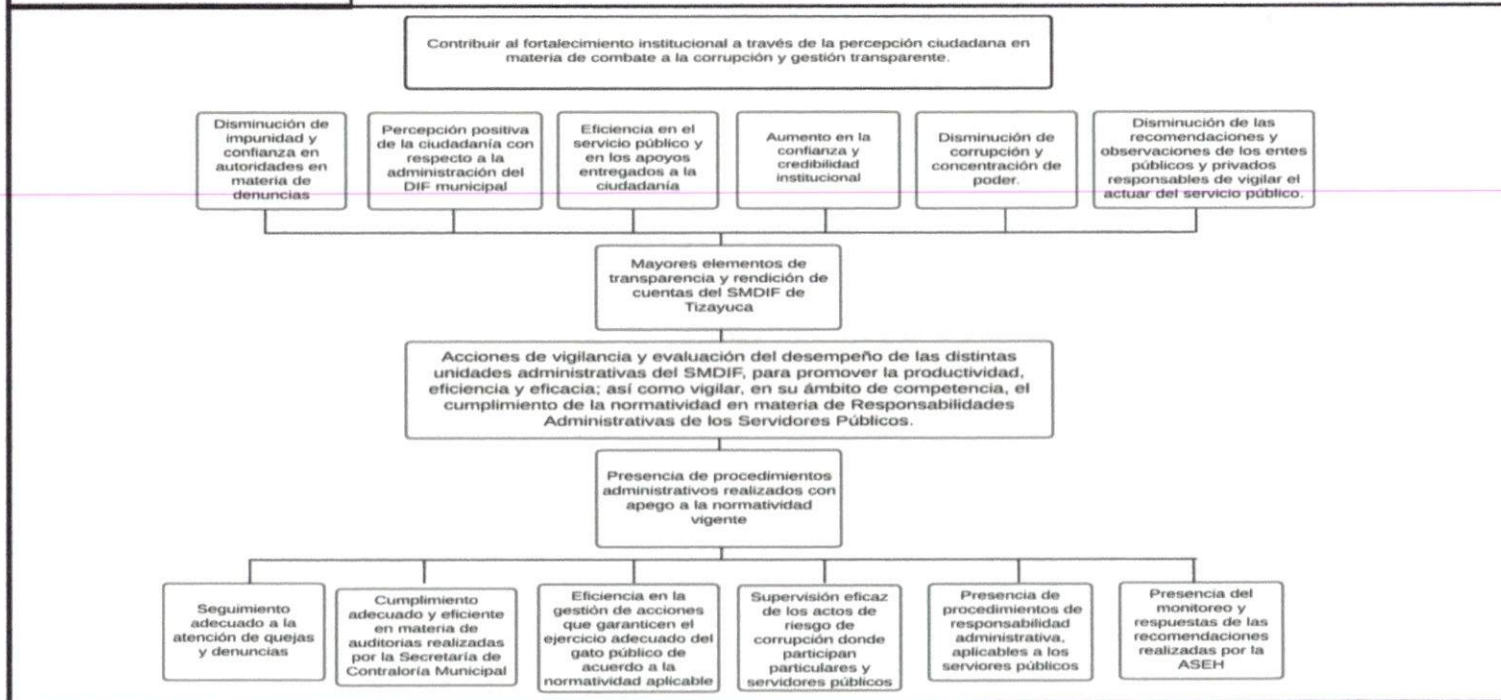 Contribuir al fortalecimiento institucional a través de la percepción ciudadana en
materia de combate a la corrupción y gestión transparente.
Disminución de
impunidad y
confianza en
autoridades en
materia de
denuncias
Percepción positiva
de la ciudadanía con
respecto a la
administración del
DIF municipal
Eficiencia en el
servicio público y
en los apoyos
entregados a la
ciudadanía
Aumento en la
confianza y
credibilidad
institucional
Disminución de
corrupción y
concentración de
poder.
Disminución de las
recomendaciones y
observaciones de los entes
públicos y privados
responsables de vigilar el
actuar del servicio público.
Mayores elementos de
transparencia y rendición de
cuentas del SMDIF de
Tizayuca
Acciones de vigilancia y evaluación del desempeño de las distintas
unidades administrativas del SMDIF, para promover la productividad,
eficiencia y eficacia; así como vigilar, en su ámbito de competencia, el
cumplimiento de la normatividad en materia de Responsabilidades
Administrativas de los Servidores Públicos.
Presencia de procedimientos
administrativos realizados con
apego a la normatividad
vigente
Seguimiento
adecuado a la
atención de quejas
y denuncias
Cumplimiento
adecuado y eficiente
en materia de
auditorias realizadas
por la Secretaría de
Contraloría Municipal
Eficiencia en la
gestión de acciones
que garanticen el
ejercicio adecuado del
gato público de
acuerdo a la
normatividad aplicable
Supervisión eficaz
de los actos de
riesgo de
corrupción donde
participan
particulares y
servidores públicos
Presencia de
procedimientos de
responsabilidad
administrativa,
aplicables a los
serviores públicos
Presencia del
monitoreo y
respuestas de las
recomendaciones
realizadas por la
ASEH